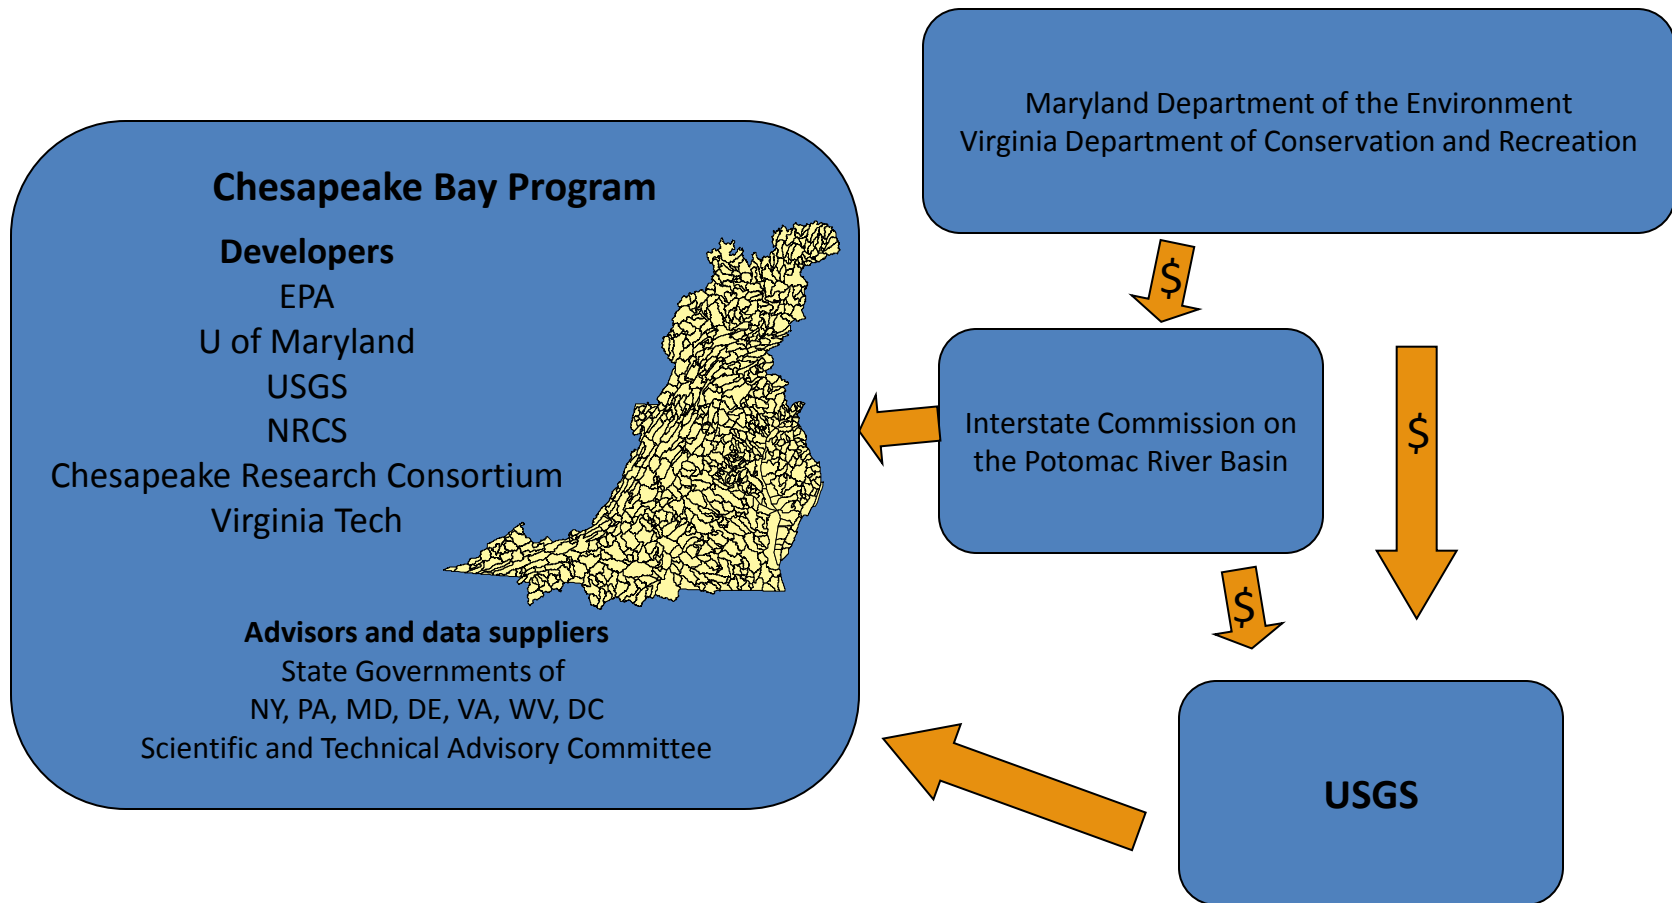 Chesapeake Bay Program
Developers
EPA
U of Maryland
USGS
NRCS
Chesapeake Research Consortium
Virginia Tech
Advisors and data suppliers
State Governments of
NY, PA, MD, DE, VA, WV, DC
Scientific and Technical Advisory Committee
Maryland Department of the Environment
Virginia Department of Conservation and Recreation
$
Interstate Commission on
the Potomac River Basin
$
$
USGS